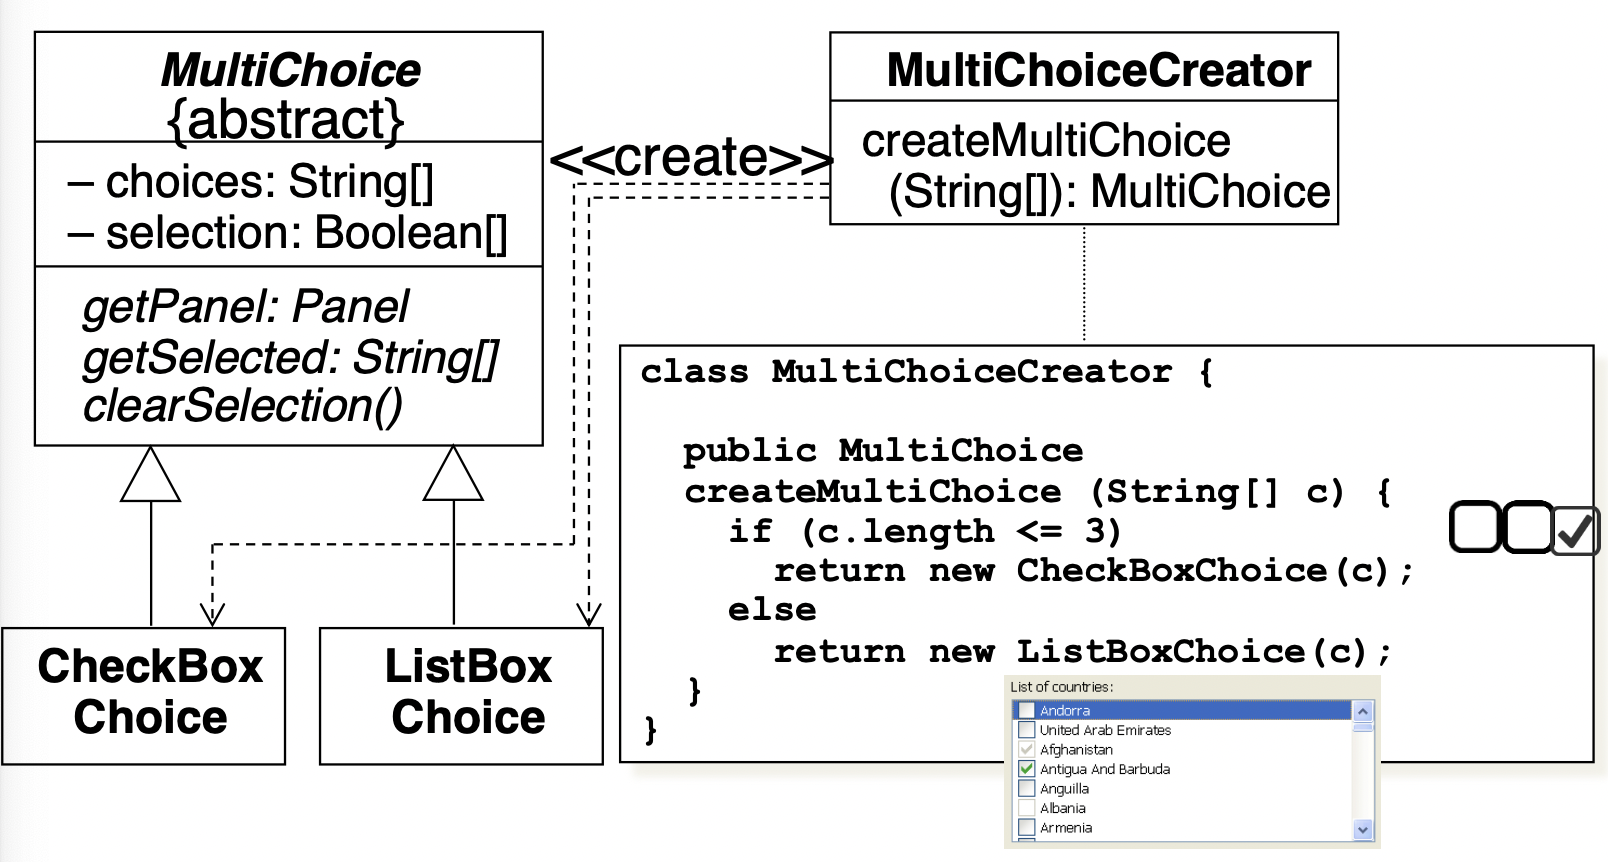 MultiChoice
{abstract}
– choices: String[]
– selection: Boolean[]
getPanel: Panel
getSelected: String[]
clearSelection()
<<create>>
MultiChoiceCreator
createMultiChoice
(String[]): MultiChoice
CheckBox
Choice
ListBox
Choice
class MultiChoiceCreator {
public MultiChoice
createMultiChoice (String[] c) {
if (c.length <= 3)
return new CheckBoxChoice(c);
else
return new ListBoxChoice(c);
}
}
List of countries:
Andorra
United Arab Emirates
Afghanistan
Antigua And Barbuda
Anguilla
Albania
Armenia